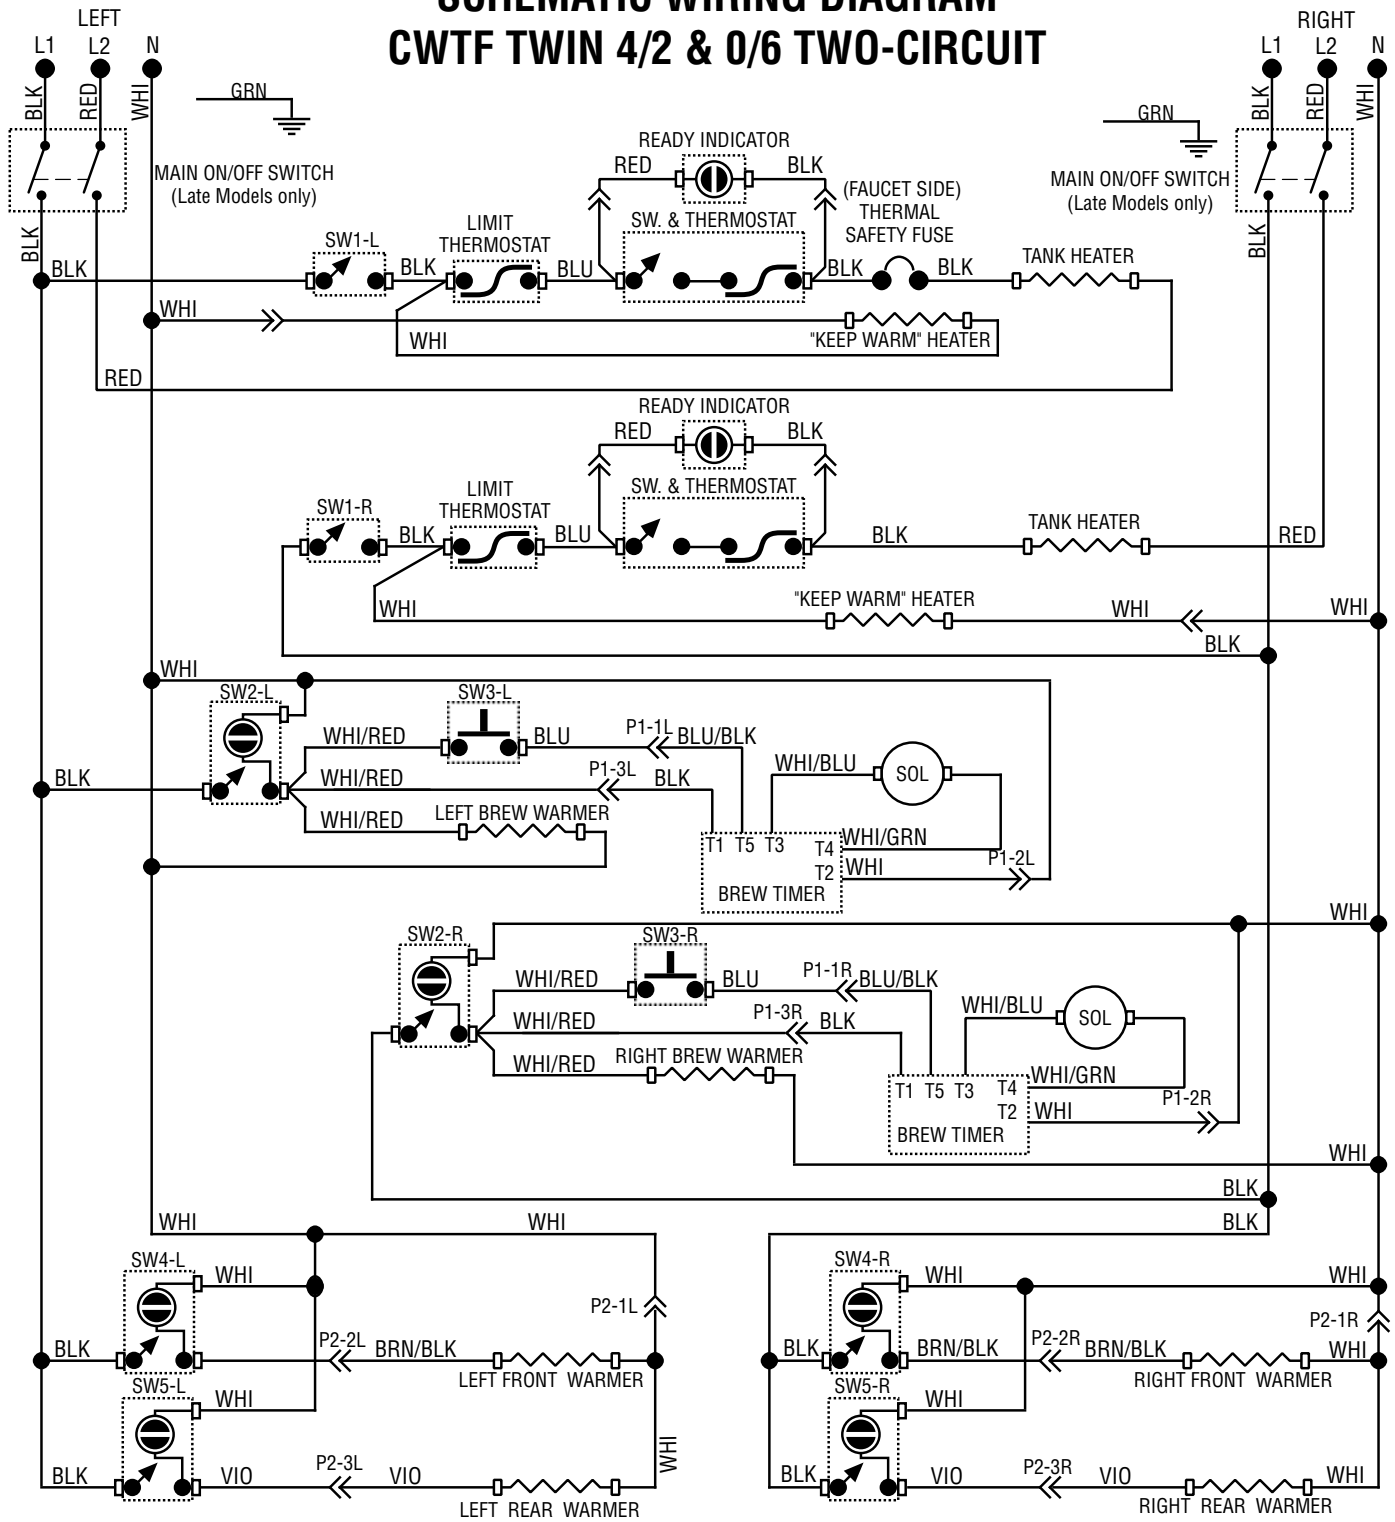 SCHEMATIC WIRING DIAGRAM
CWTF TWIN 4/2 & 0/6 TWO-CIRCUIT
LEFT
L1 L2 N
RIGHT
L1 L2 N
BLK
RED
WHI
GRN
GRN
BLK
RED
WHI
MAIN ON/OFF SWITCH
(Late Models only)
MAIN ON/OFF SWITCH
(Late Models only)
BLK
BLK
READY INDICATOR
RED
BLK
(FAUCET SIDE)
THERMAL
SAFETY FUSE
SW. & THERMOSTAT
LIMIT
THERMOSTAT
SW1-L
TANK HEATER
BLK
BLK
BLU
BLK
BLK
WHI
WHI
"KEEP WARM" HEATER
RED
READY INDICATOR
RED
BLK
SW. & THERMOSTAT
LIMIT
THERMOSTAT
SW1-R
TANK HEATER
BLK
BLU
BLK
RED
WHI
"KEEP WARM" HEATER
WHI
WHI
BLK
WHI
SW2-L
SW3-L
WHI/RED
BLU
P1-1L
BLU/BLK
BLK
WHI/RED
P1-3L
BLK
WHI/RED
LEFT BREW WARMER
WHI/BLU
SOL
T1 T5 T3
T4
WHI/GRN
T2
WHI
P1-2L
BREW TIMER
WHI
SW2-R
SW3-R
WHI/RED
BLU
P1-1R
BLU/BLK
WHI/RED
P1-3R
BLK
WHI/RED
RIGHT BREW WARMER
WHI/BLU
SOL
T1 T5 T3
T4
WHI/GRN
T2
WHI
P1-2R
BREW TIMER
WHI
BLK
BLK
WHI
WHI
SW4-L
WHI
P2-1L
BLK
P2-2L
BRN/BLK
LEFT FRONT WARMER
SW5-L
WHI
WHI
BLK
VIO
P2-3L
VIO
LEFT REAR WARMER
SW4-R
WHI
WHI
P2-1R
BLK
BRN/BLK
P2-2R
BRN/BLK
WHI
RIGHT FRONT WARMER
SW5-R
WHI
BLK
VIO
P2-3R
VIO
WHI
RIGHT REAR WARMER